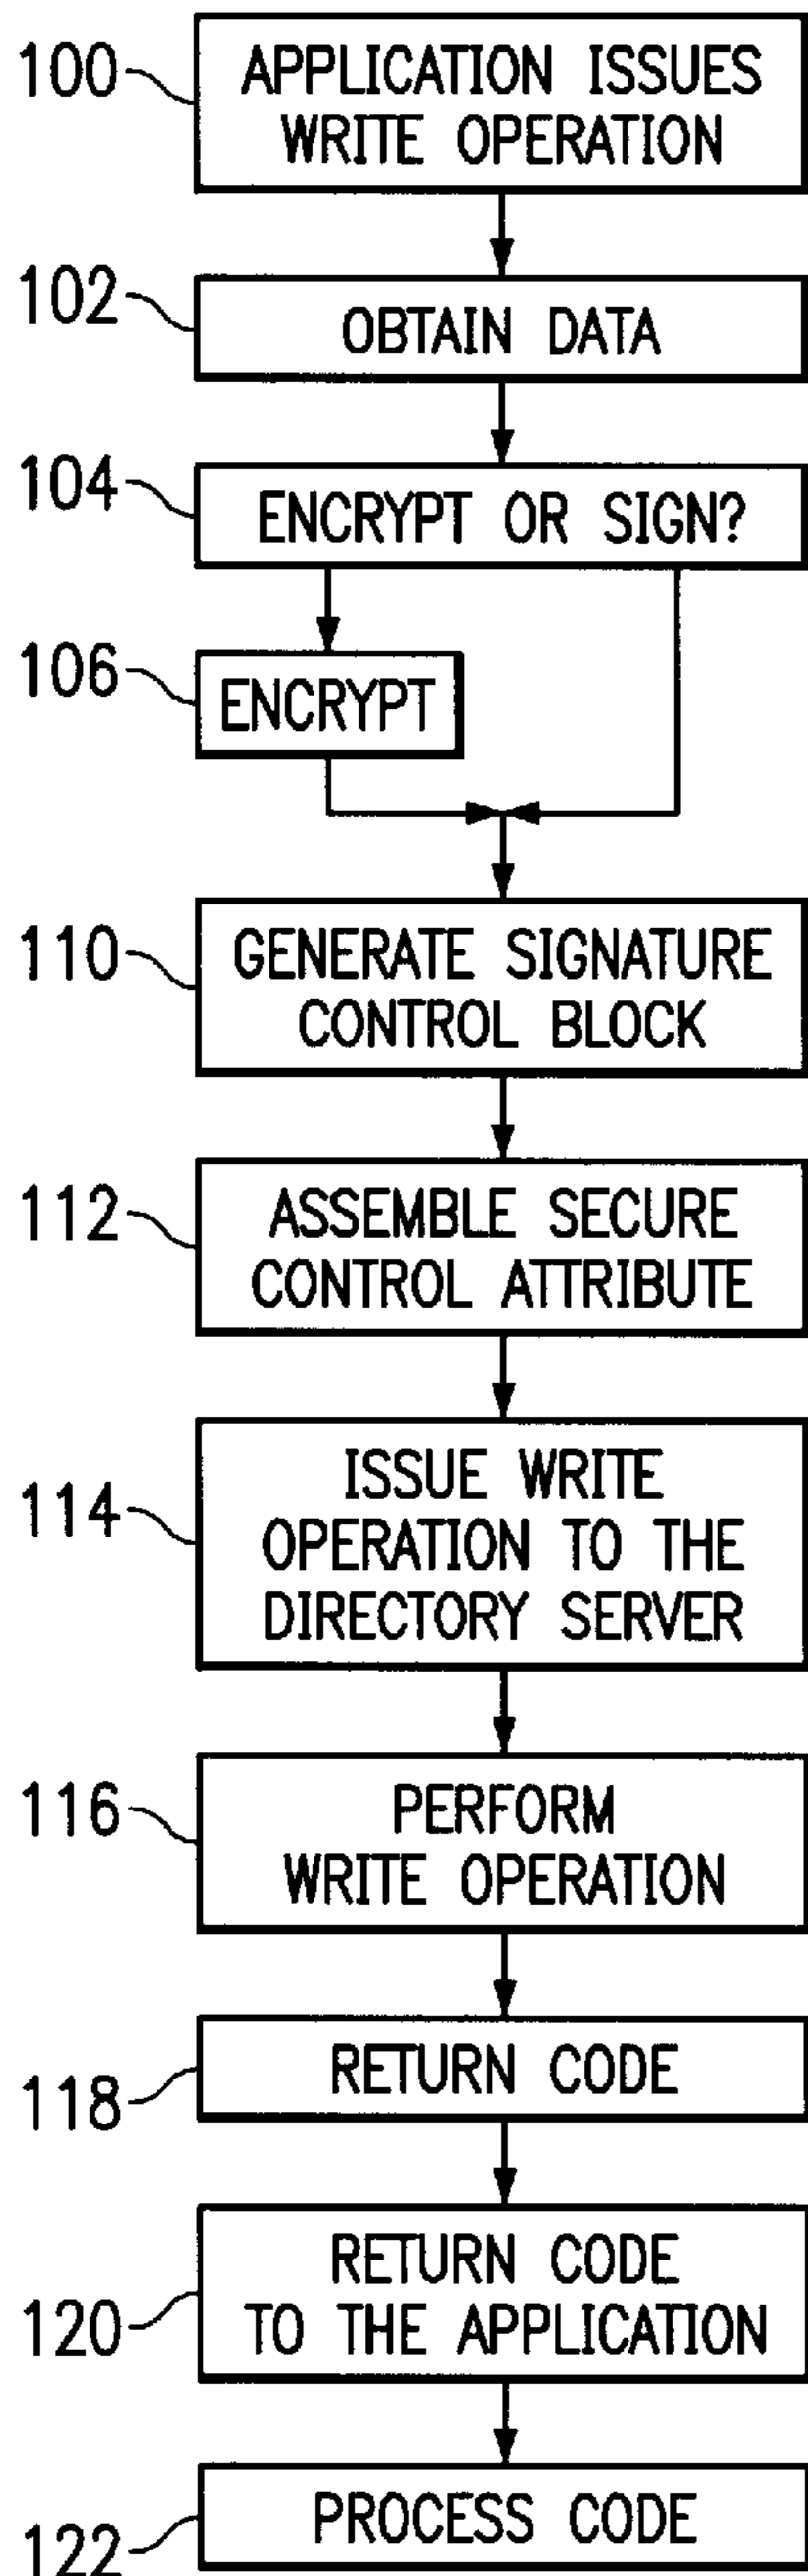 100
APPLICATION ISSUES
WRITE OPERATION
102
OBTAIN DATA
104
ENCRYPT OR SIGN?
106
ENCRYPT
110
GENERATE SIGNATURE
CONTROL BLOCK
112
ASSEMBLE SECURE
CONTROL ATTRIBUTE
114
ISSUE WRITE
OPERATION TO THE
DIRECTORY SERVER
116
PERFORM
WRITE OPERATION
118
RETURN CODE
120
RETURN CODE
TO THE APPLICATION
122
PROCESS CODE